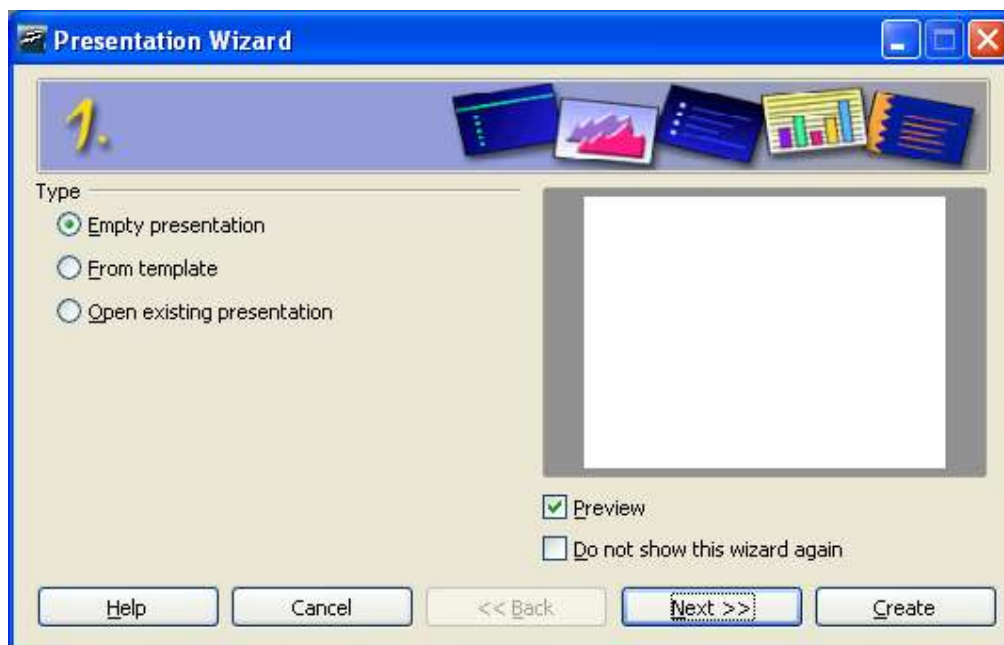 Presentation Wizard
1.
Type
Empty presentation
From template
Open existing presentation
Preview
Do not show this wizard again
Help Cancel << Back Next >> Create